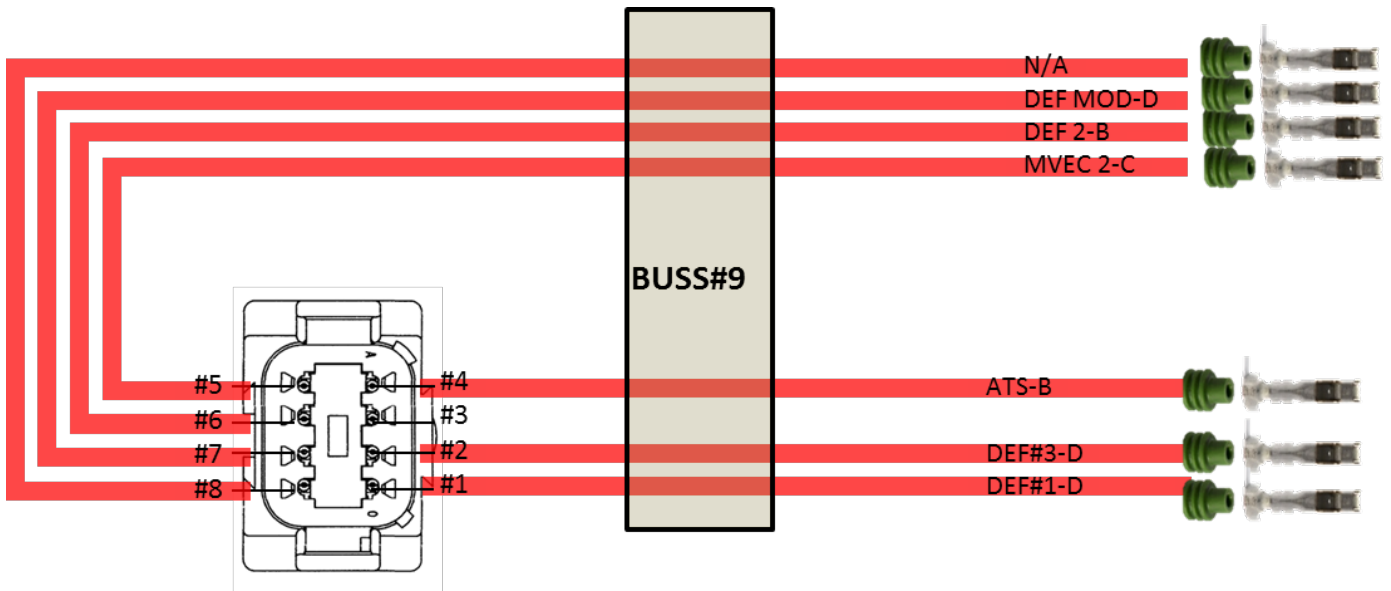 N/A
DEF MOD-D
DEF 2-B
MVEC 2-C
BUSS#9
A
#5
#4
ATS-B
#6
#3
#7
#2
DEF#3-D
#8
#1
DEF#1-D
O